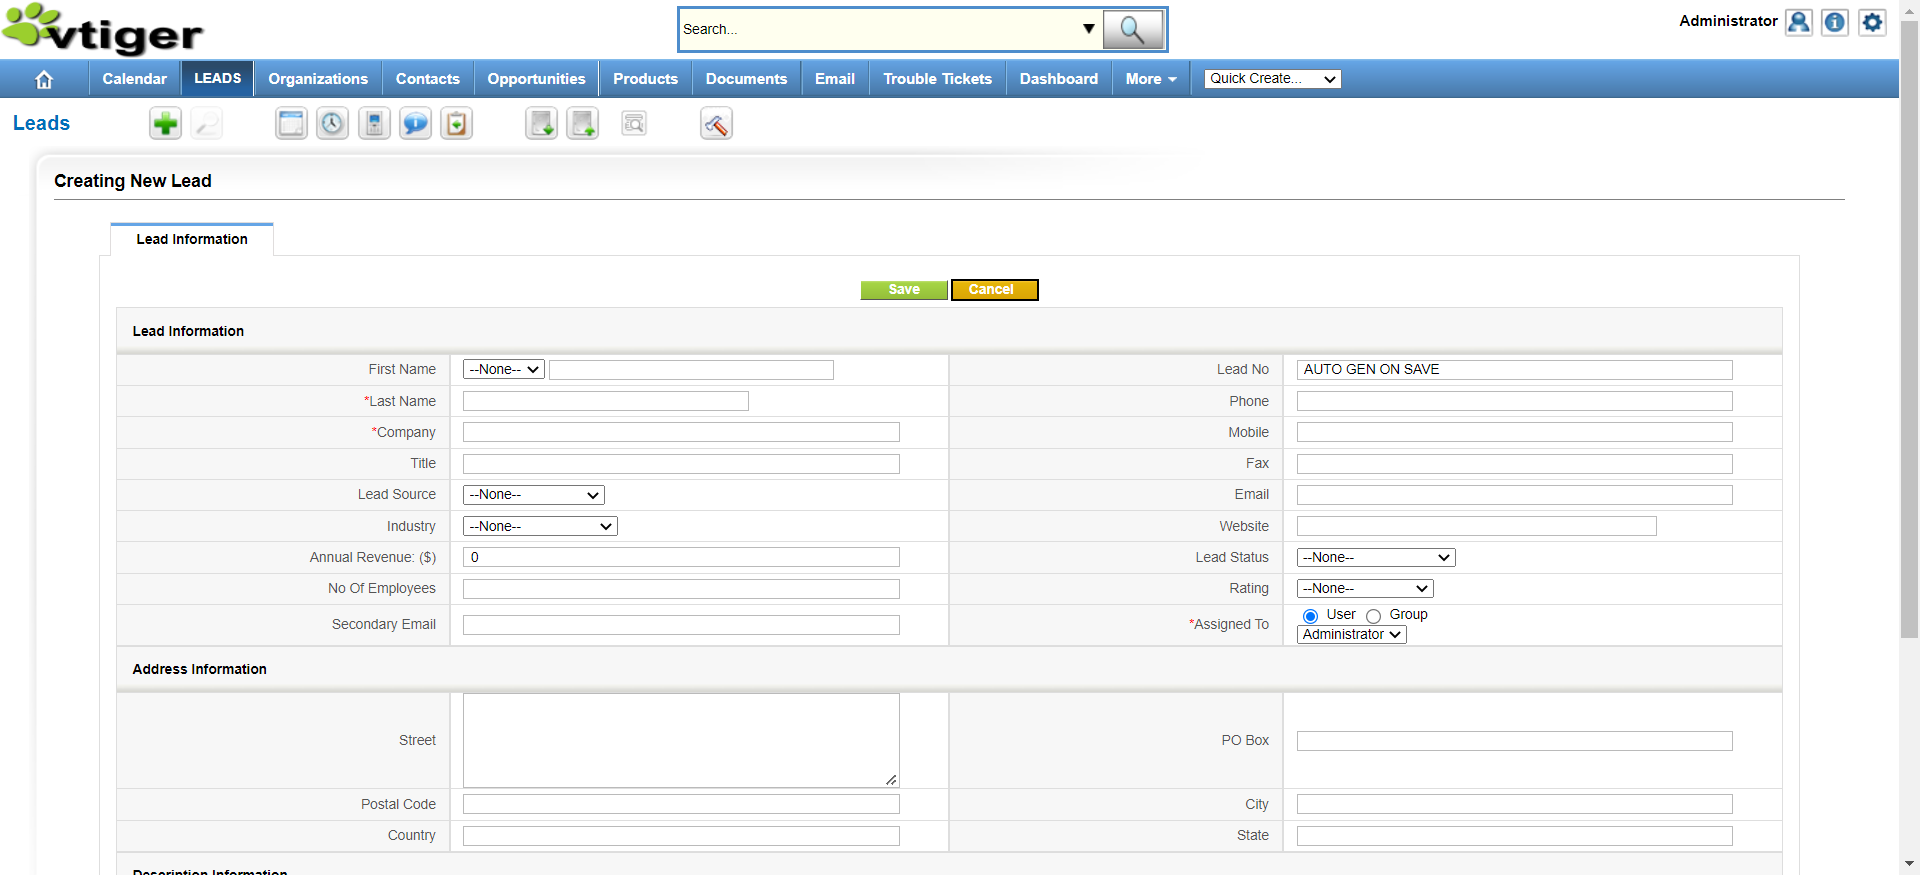 vtiger
Search...
Administrator
Calendar
LEADS
Organizations
Contacts
Opportunities
Products
Documents
Email
Trouble Tickets
Dashboard
More
Quick Create...
Leads
Creating New Lead
Lead Information
Save
Cancel
Lead Information
First Name
--None--
Lead No
AUTO GEN ON SAVE
*Last Name
Phone
*Company
Mobile
Title
Fax
Lead Source
--None--
Email
Industry
--None--
Website
Annual Revenue: ($)
0
Lead Status
--None--
No Of Employees
Rating
--None--
Secondary Email
*Assigned To
User
Group
Administrator
Address Information
Street
PO Box
Postal Code
City
Country
State
Description Information